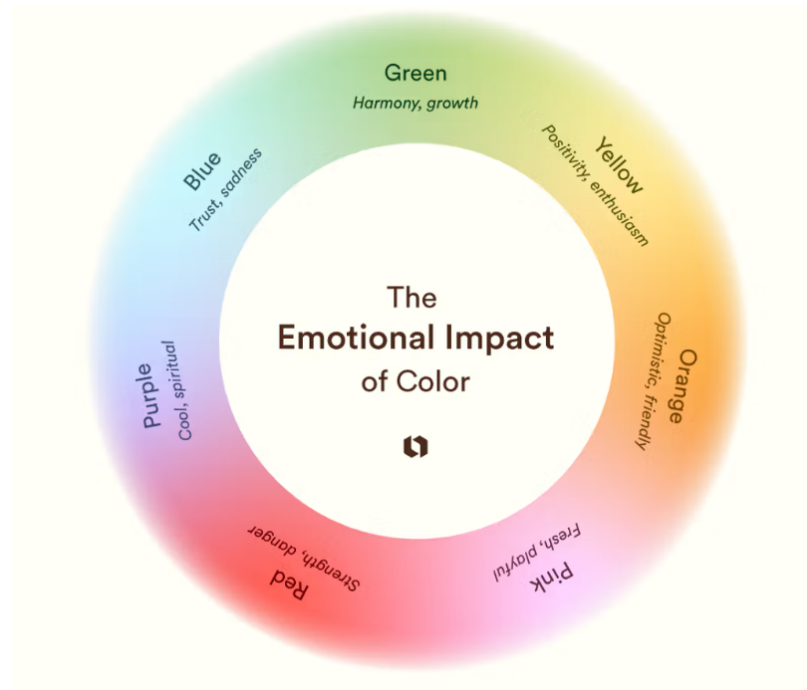 Green
Harmony, growth
Yellow
Positivity, enthusiasm
Orange
Optimistic, friendly
Pink
Fresh, playful
Red
Strength, danger
Purple
Cool, spiritual
Blue
Trust, sadness
The
Emotional Impact
of Color